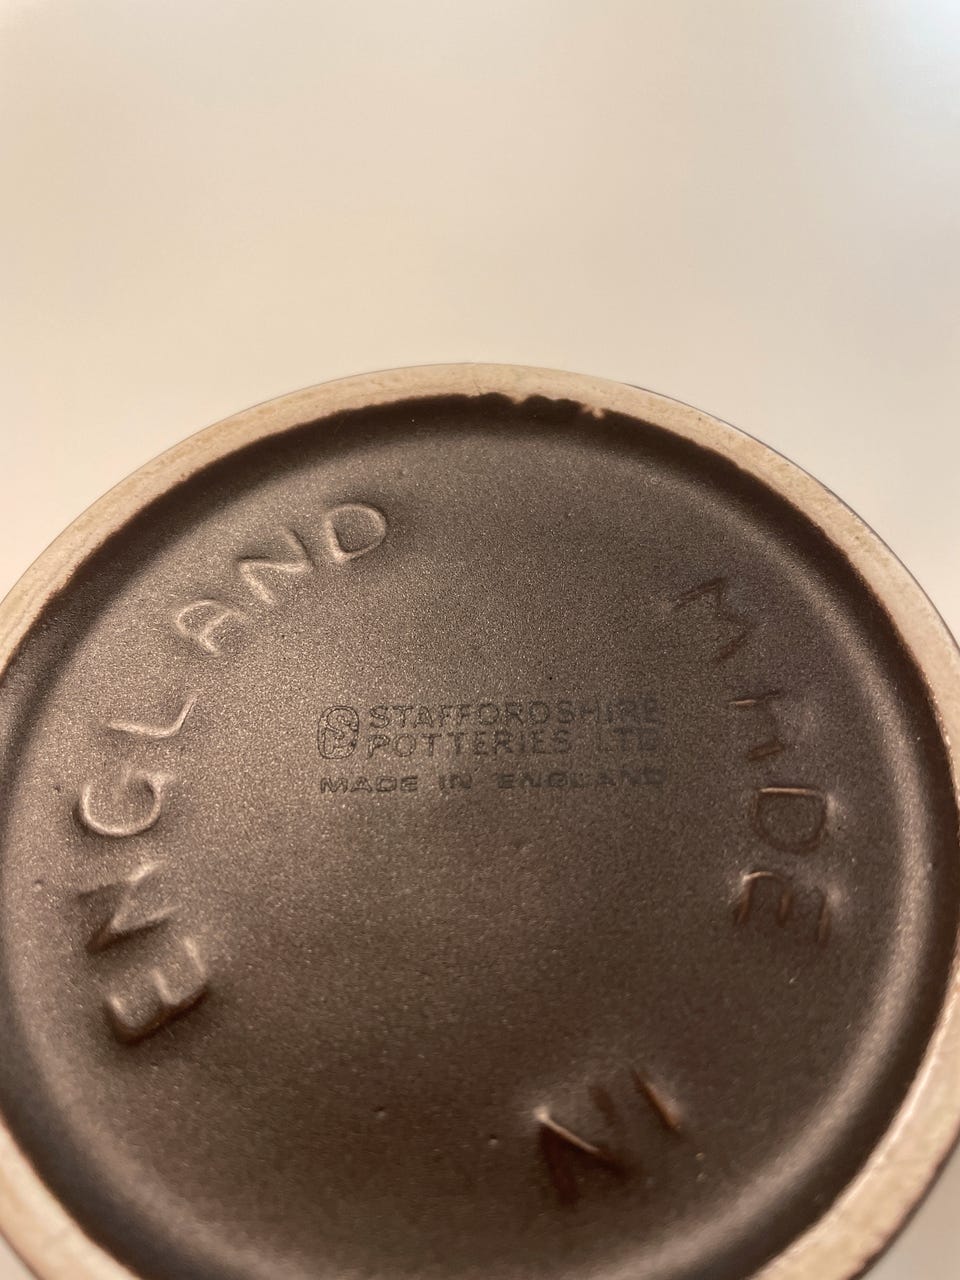 MADE IN ENGLAND
STAFFORDSHIRE
POTTERIES LTD
MADE IN ENGLAND